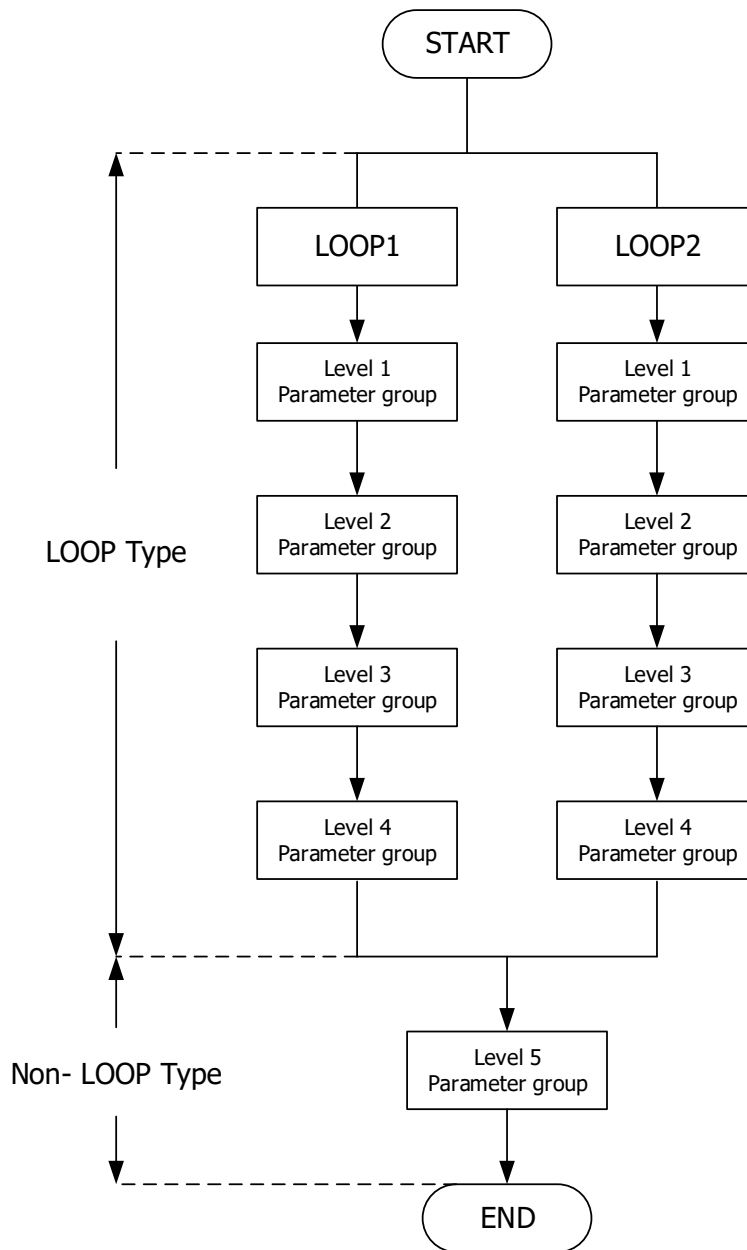 START
LOOP1
LOOP2
Level 1
Parameter group
Level 1
Parameter group
LOOP Type
Level 2
Parameter group
Level 2
Parameter group
Level 3
Parameter group
Level 3
Parameter group
Level 4
Parameter group
Level 4
Parameter group
Non- LOOP Type
Level 5
Parameter group
END